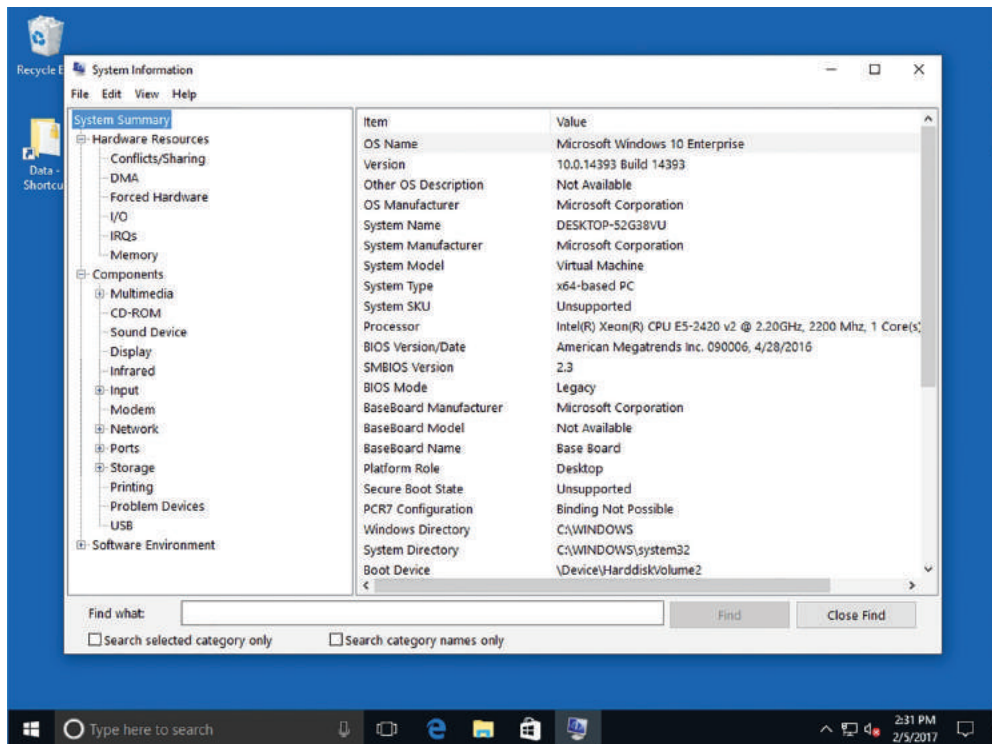 Recycle B
System Information
File Edit View Help
System Summary
Hardware Resources
Conflicts/Sharing
DMA
Forced Hardware
I/O
IRQs
Memory
Components
Multimedia
CD-ROM
Sound Device
Display
Infrared
Input
Modem
Network
Ports
Storage
Printing
Problem Devices
USB
Software Environment
Data -
Shortcu
Item Value
OS Name Microsoft Windows 10 Enterprise
Version 10.0.14393 Build 14393
Other OS Description Not Available
OS Manufacturer Microsoft Corporation
System Name DESKTOP-52G38VU
System Manufacturer Microsoft Corporation
System Model Virtual Machine
System Type x64-based PC
System SKU Unsupported
Processor Intel(R) Xeon(R) CPU E5-2420 v2 @ 2.20GHz, 2200 Mhz, 1 Core(s)
BIOS Version/Date American Megatrends Inc. 090006, 4/28/2016
SMBIOS Version 2.3
BIOS Mode Legacy
BaseBoard Manufacturer Microsoft Corporation
BaseBoard Model Not Available
BaseBoard Name Base Board
Platform Role Desktop
Secure Boot State Unsupported
PCR7 Configuration Binding Not Possible
Windows Directory C:\WINDOWS
System Directory C:\WINDOWS\system32
Boot Device \Device\HarddiskVolume2
Find what: Find Close Find
Search selected category only Search category names only
Type here to search
2:31 PM
2/5/2017